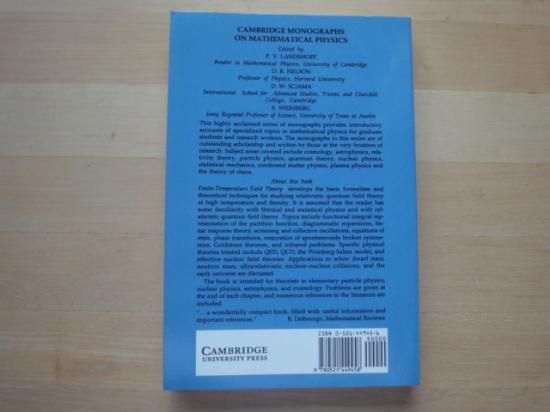 CAMBRIDGE MONOGRAPHS
ON MATHEMATICAL PHYSICS
Edited by
P. V. LANDSHOFF
Reader in Mathematical Physics, University of Cambridge
D. R. NELSON
Professor of Physics, Harvard University
D. W. SCIAMA
International School for Advanced Studies, Trieste, and Churchill
College, Cambridge
S. WEINBERG
Josey Regental Professor of Science, University of Texas at Austin
This highly acclaimed series of monographs provides introductory
accounts of specialized topics in mathematical physics for graduate
students and research workers. The monographs in this series are of
outstanding scholarship and written by those at the very frontiers of
research. Subject areas covered include cosmology, astrophysics, rela-
tivity theory, particle physics, quantum theory, nuclear physics,
statistical mechanics, condensed matter physics, plasma physics and
the theory of chaos.
About this book
Finite-Temperature Field Theory develops the basic formalism and
theoretical techniques for studying relativistic quantum field theory
at high temperature and density. It is assumed that the reader has
some familiarity with thermal and statistical physics and with rel-
ativistic quantum field theory. Topics include functional integral rep-
resentation of the partition function, diagrammatic expansions, lin-
ear response theory, screening and collective oscillations, equations of
state, phase transitions, restoration of spontaneously broken symme-
tries, Goldstone theorem, and infrared problems. Specific physical
theories treated include QED, QCD, the Weinberg-Salam model, and
effective nuclear field theories. Applications to white dwarf stars,
neutron stars, ultrarelativistic nucleus-nucleus collisions, and the
early universe are discussed.
The book is intended for theorists in elementary particle physics,
nuclear physics, astrophysics, and cosmology. Problems are given at
the end of each chapter, and numerous references to the literature are
included.
"... a wonderfully compact book, filled with useful information and
important references." R. Delbourgo, Mathematical Reviews
CAMBRIDGE
UNIVERSITY PRESS
ISBN 0-521-44945-6
90000
9 780521 449458